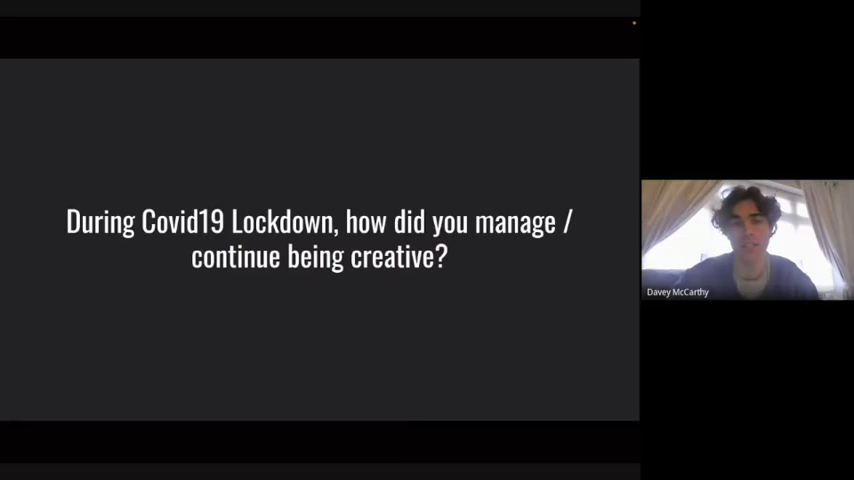 During Covid19 Lockdown, how did you manage /
continue being creative?
Davey McCarthy